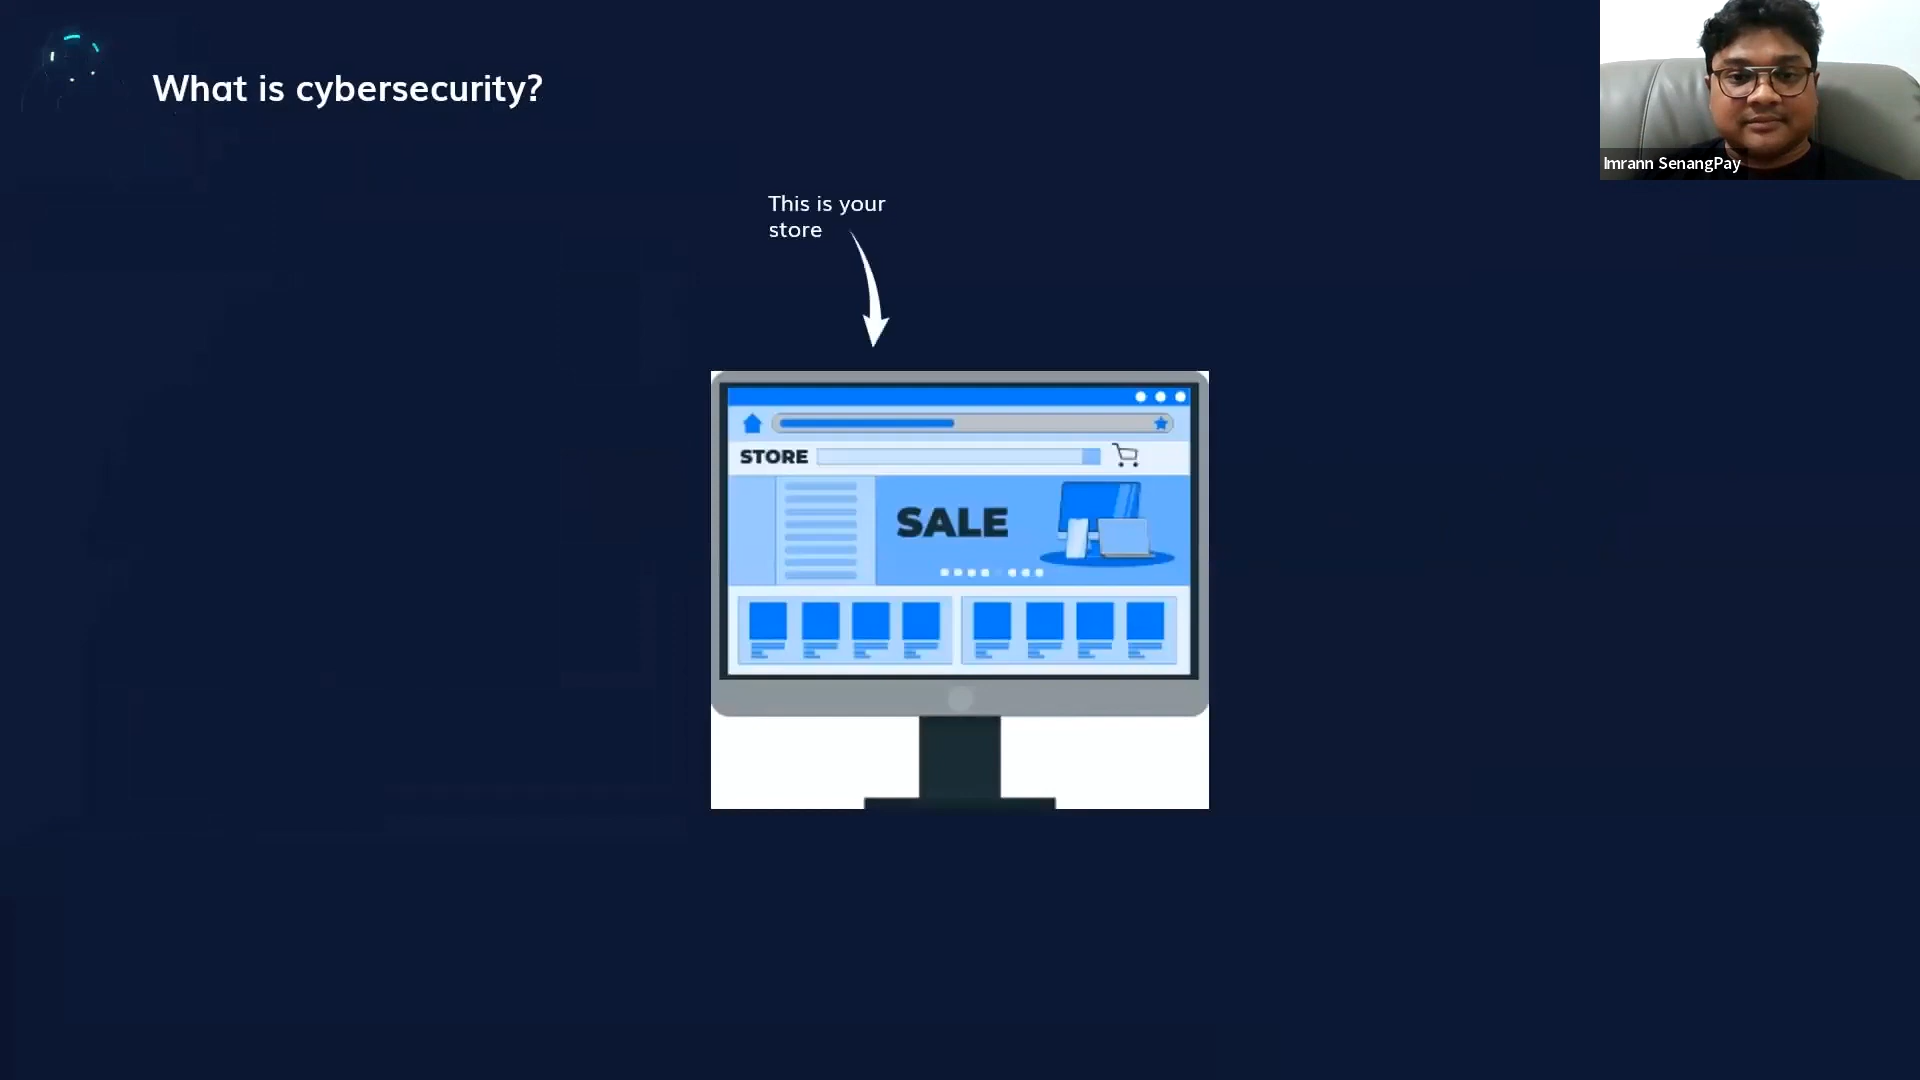 What is cybersecurity?
Imrann SenangPay
This is your
store
STORE
SALE